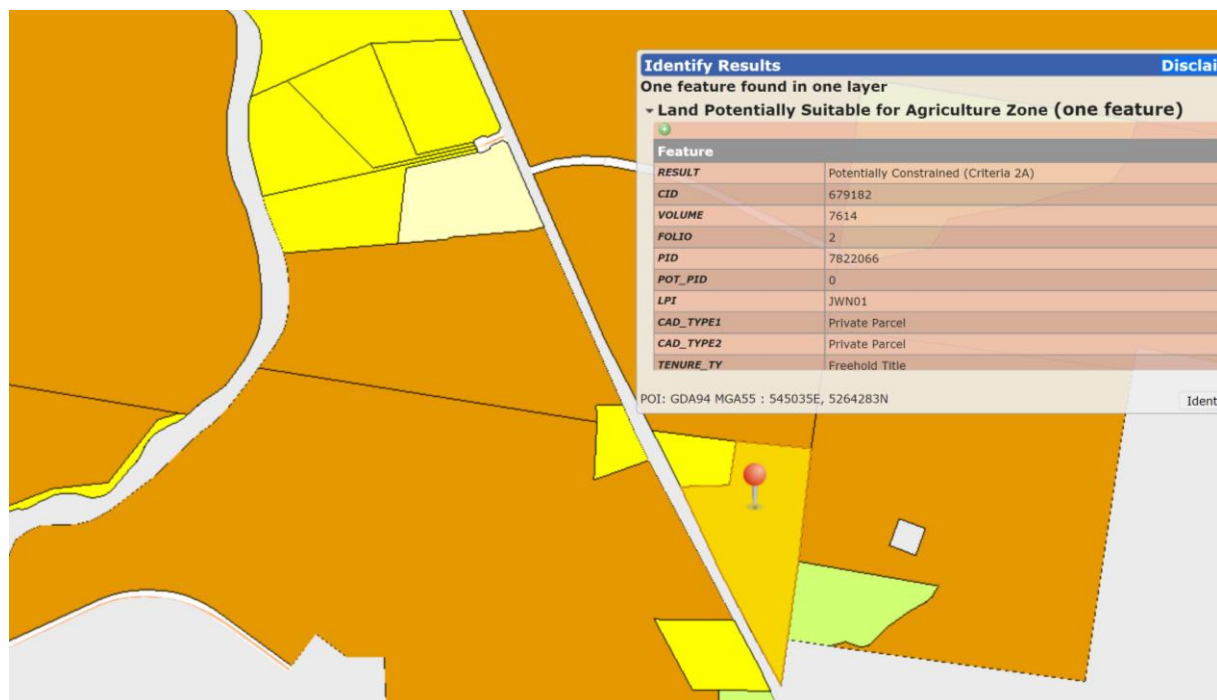 Identify Results Disclai
One feature found in one layer
Land Potentially Suitable for Agriculture Zone (one feature)
Feature
RESULT Potentially Constrained (Criteria 2A)
CID 679182
VOLUME 7614
FOLIO 2
PID 7822066
POT_PID 0
LPI JWN01
CAD_TYPE1 Private Parcel
CAD_TYPE2 Private Parcel
TENURE_TY Freehold Title
POI: GDA94 MGA55 : 545035E, 5264283N Ident